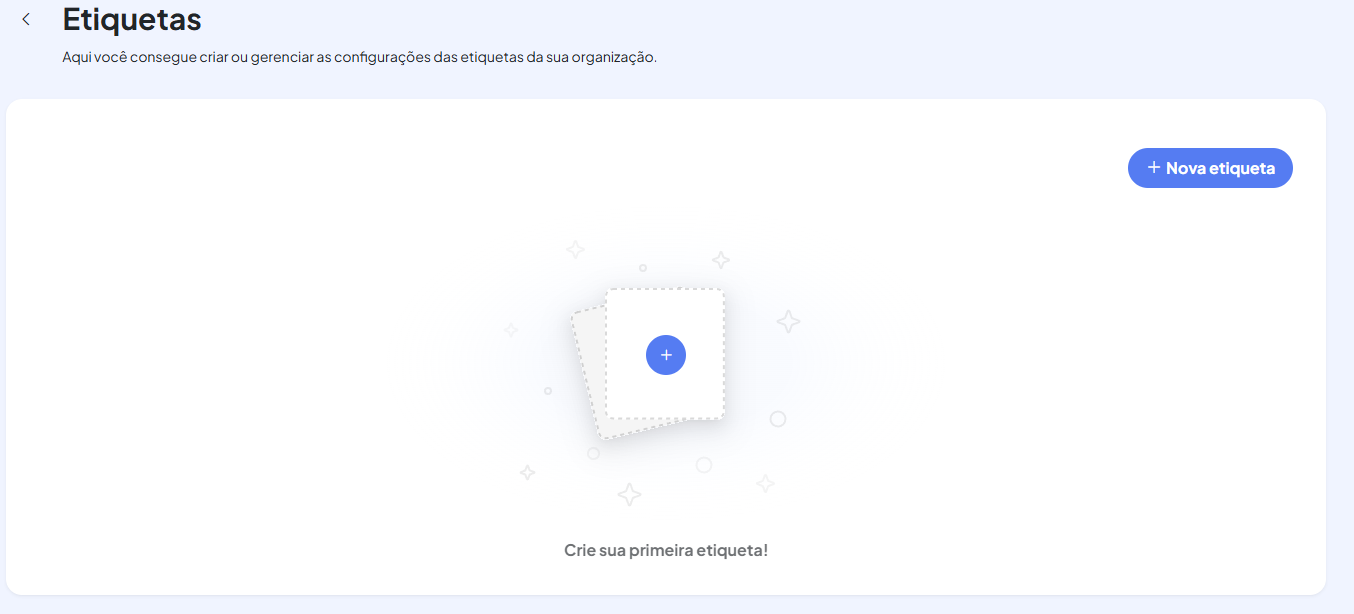 Etiquetas
Aqui você consegue criar ou gerenciar as configurações das etiquetas da sua organização.
+ Nova etiqueta
Crie sua primeira etiqueta!